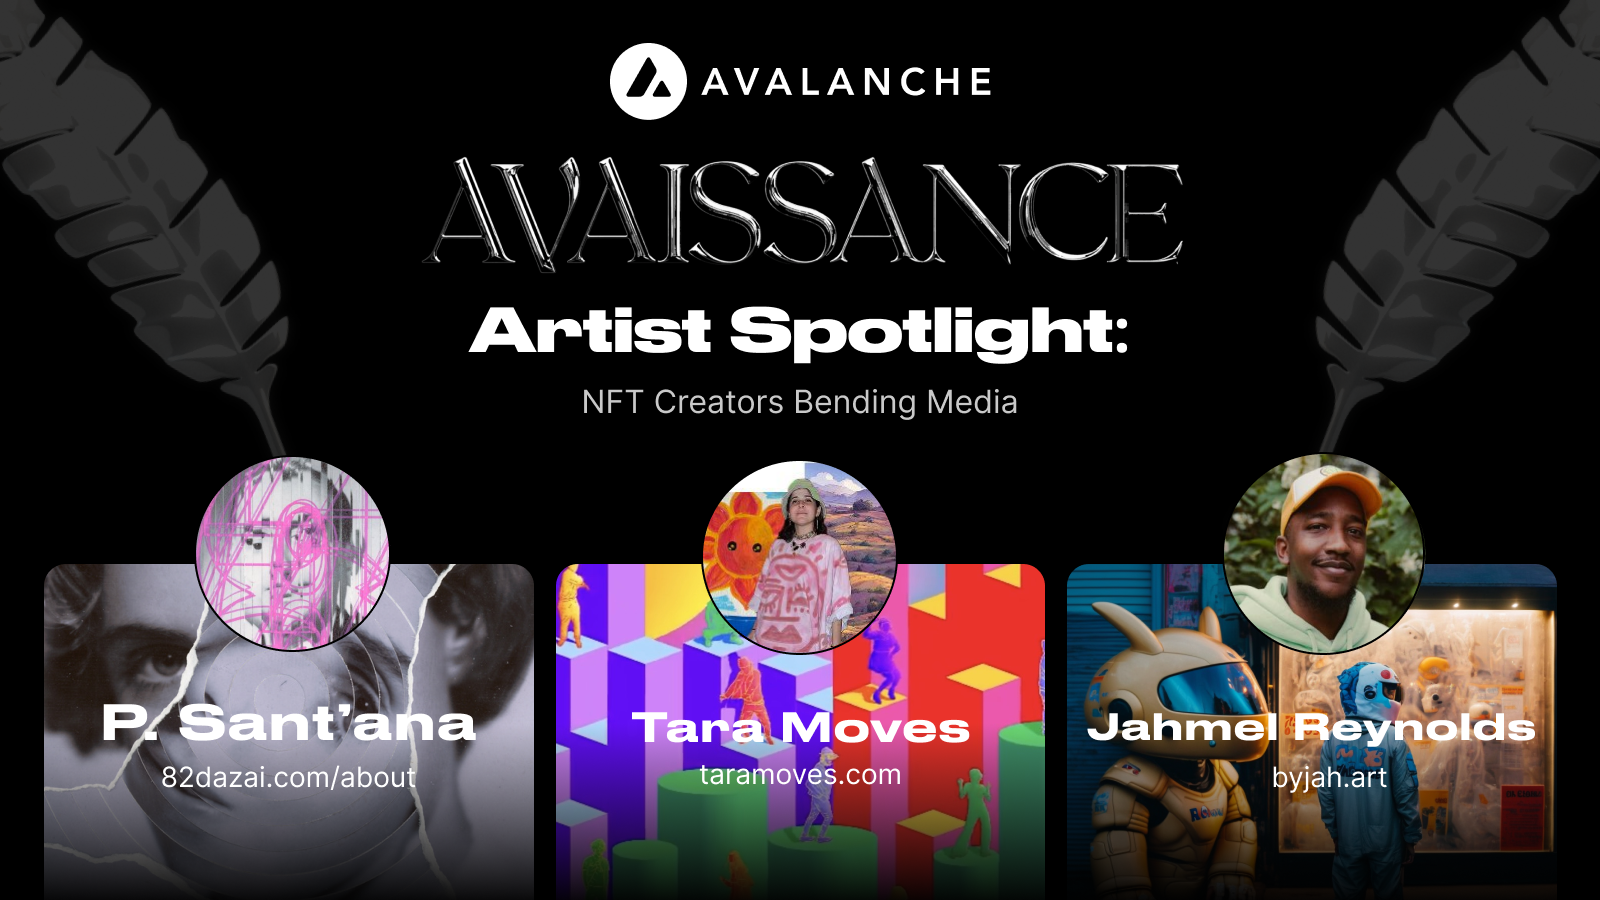 AVALANCHE
AVAISSANCE
Artist Spotlight:
NFT Creators Bending Media
P. Sant’ana
82dazai.com/about
Tara Moves
taramoves.com
Jahmel Reynolds
byjah.art